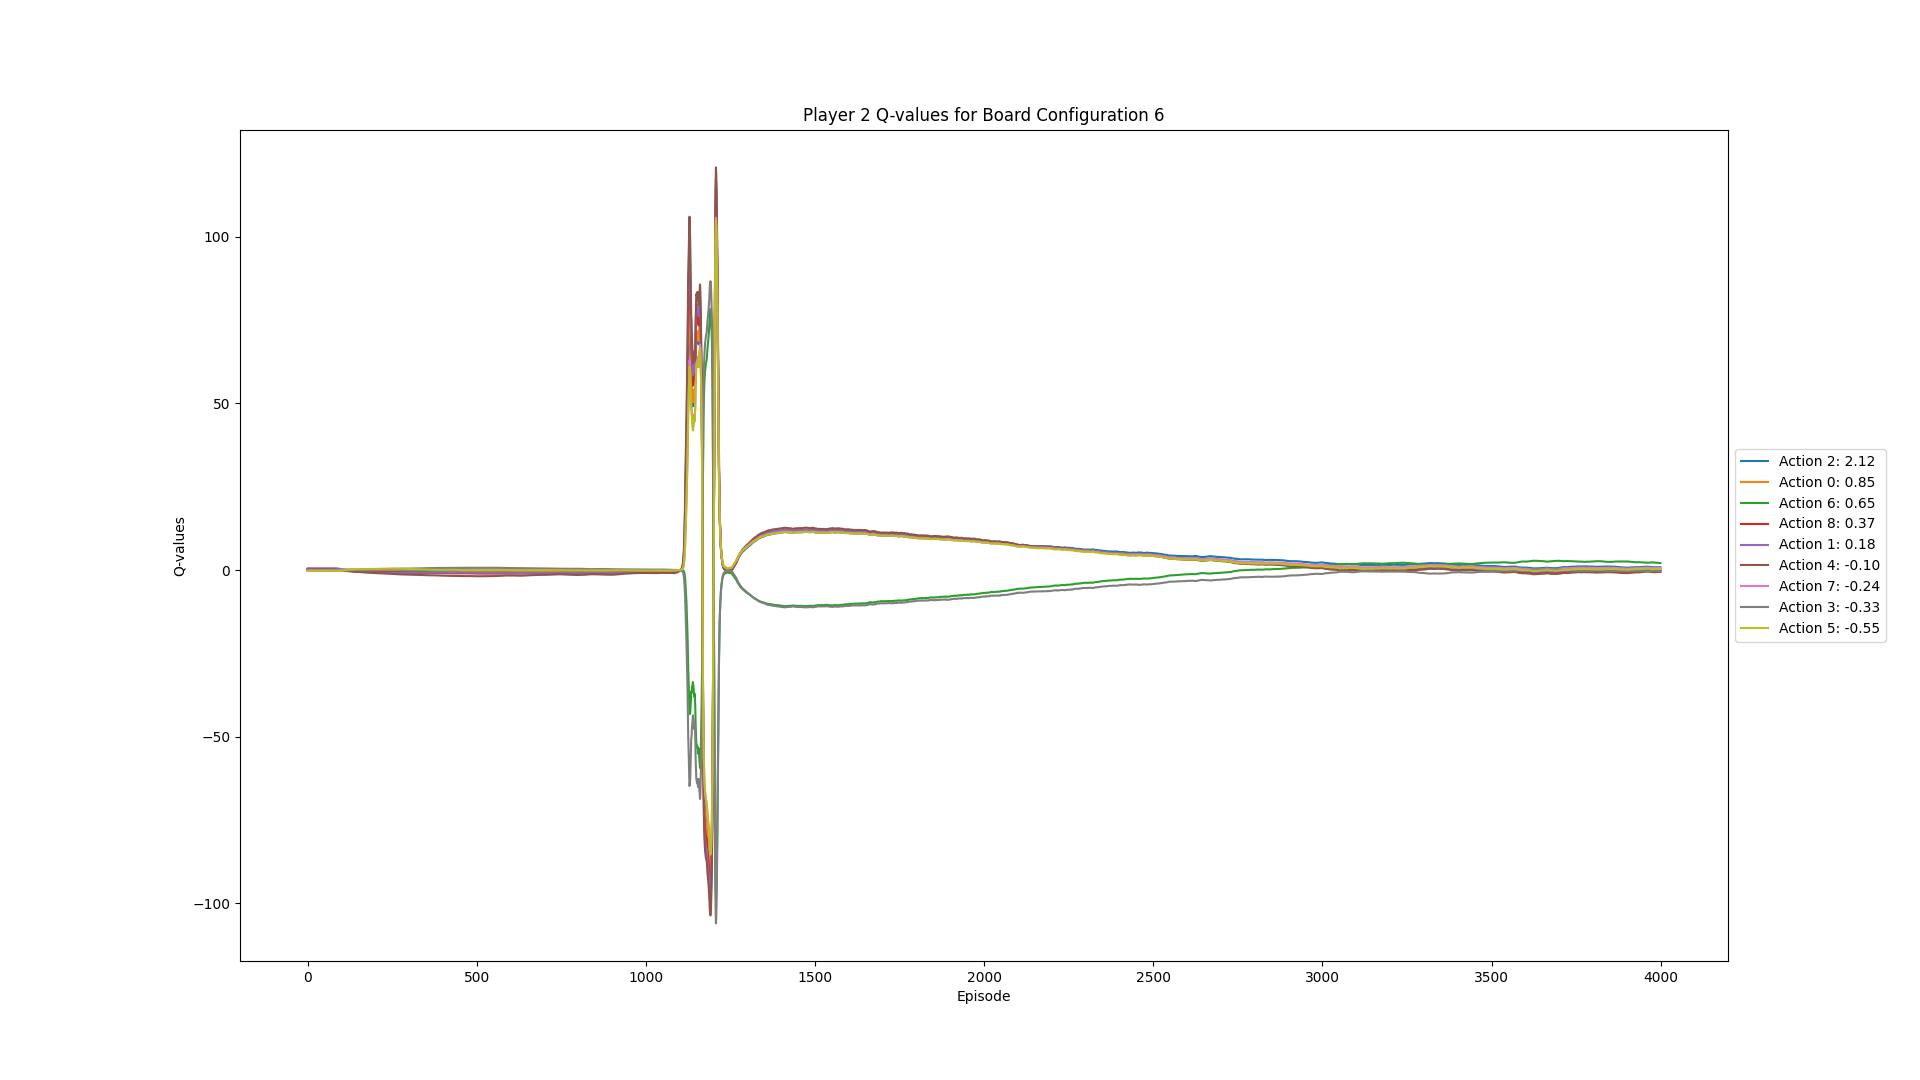 Player 2 Q-values for Board Configuration 6
Q-values
100
50
0
−50
−100
0
500
1000
1500
2000
2500
3000
3500
4000
Episode
Action 2: 2.12
Action 0: 0.85
Action 6: 0.65
Action 8: 0.37
Action 1: 0.18
Action 4: -0.10
Action 7: -0.24
Action 3: -0.33
Action 5: -0.55